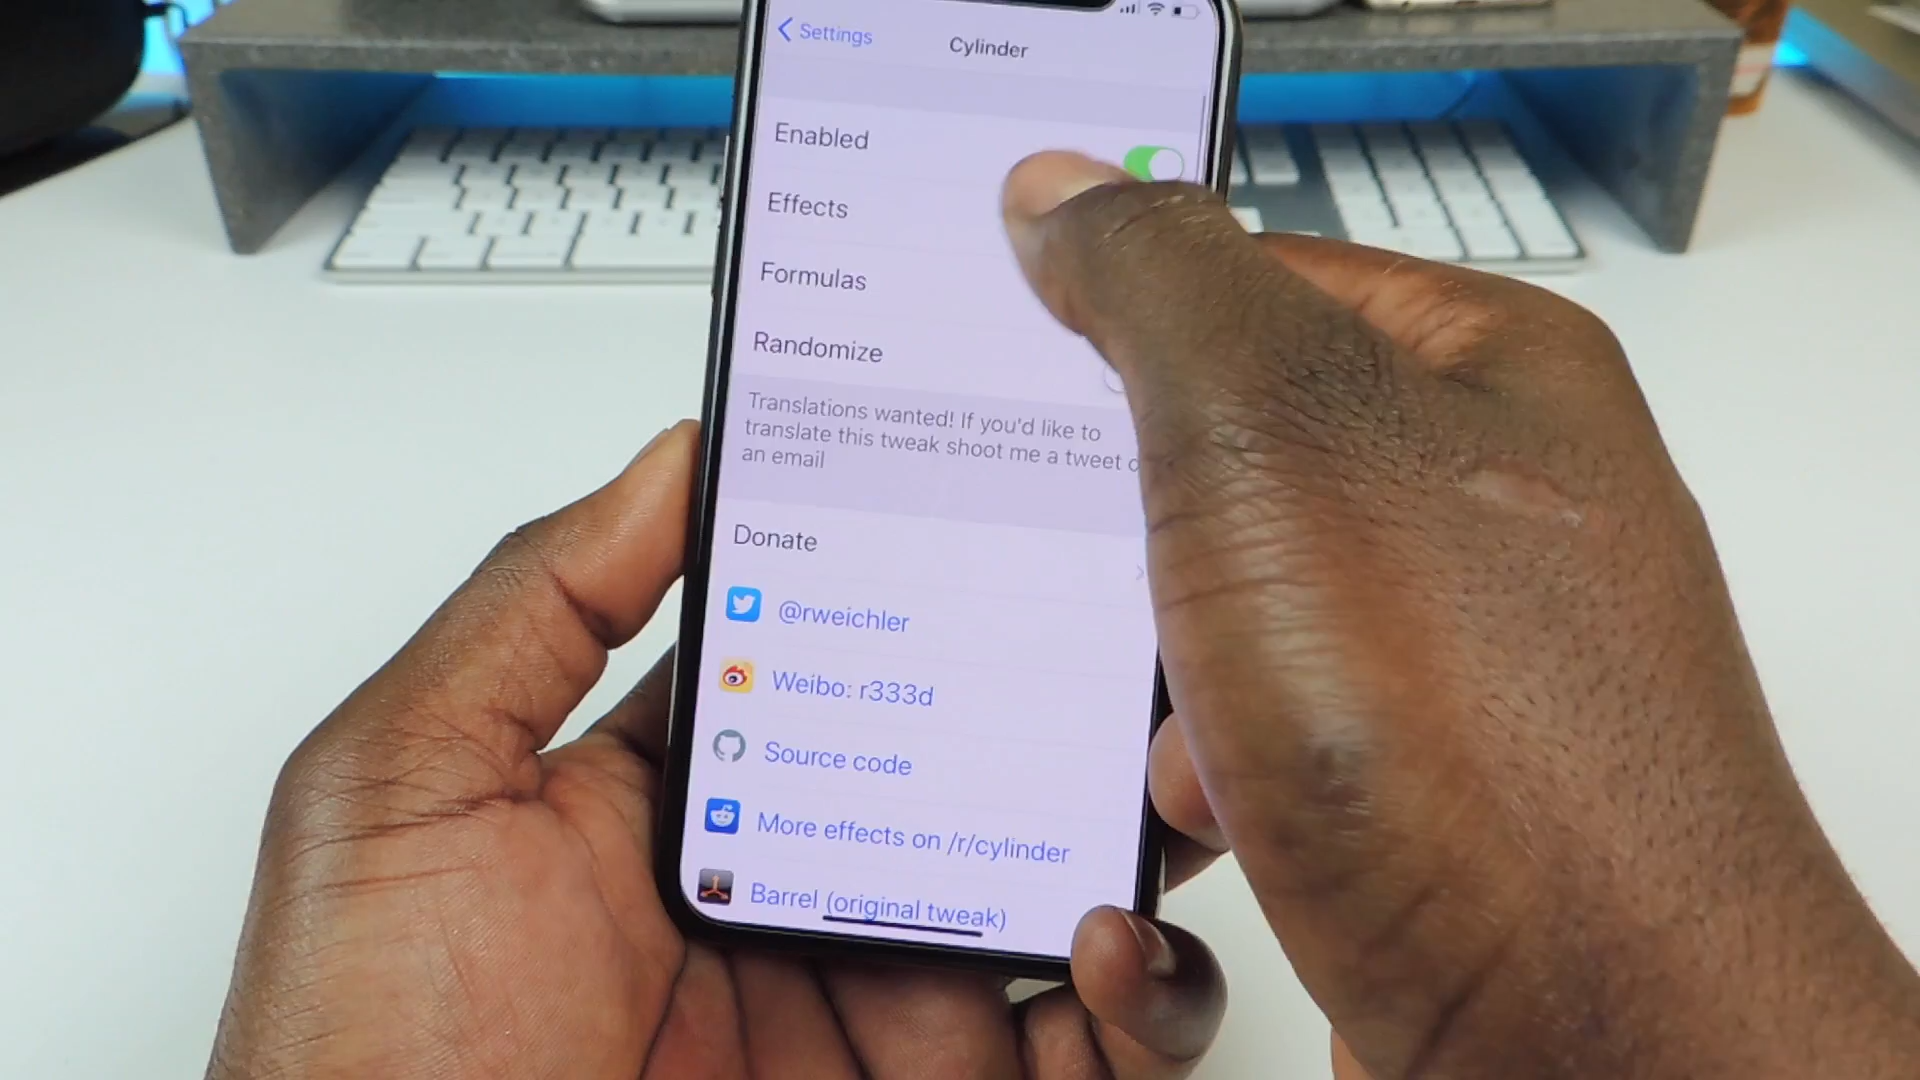 Settings
Cylinder
Enabled
Effects
Formulas
Randomize
Translations wanted! If you'd like to
translate this tweak shoot me a tweet
an email
Donate
@rweichler
Weibo: r333d
Source code
More effects on /r/cylinder
Barrel (original tweak)